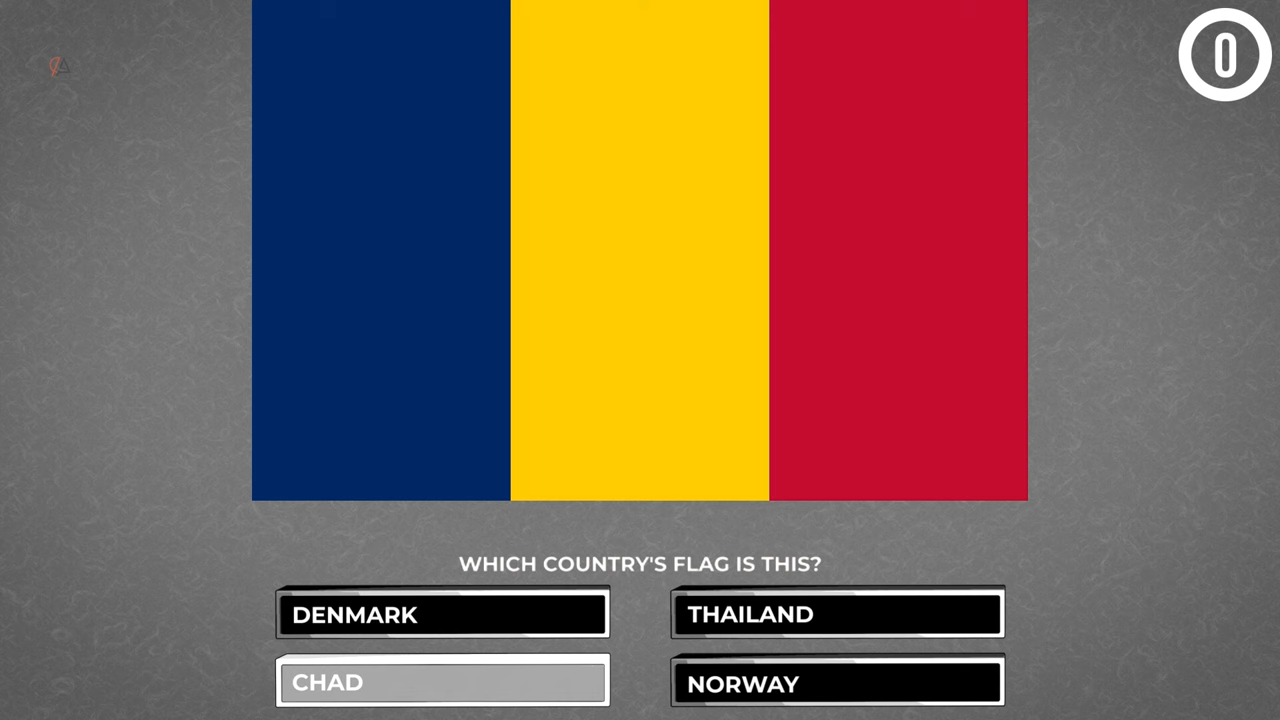 0
WHICH COUNTRY'S FLAG IS THIS?
DENMARK
THAILAND
CHAD
NORWAY